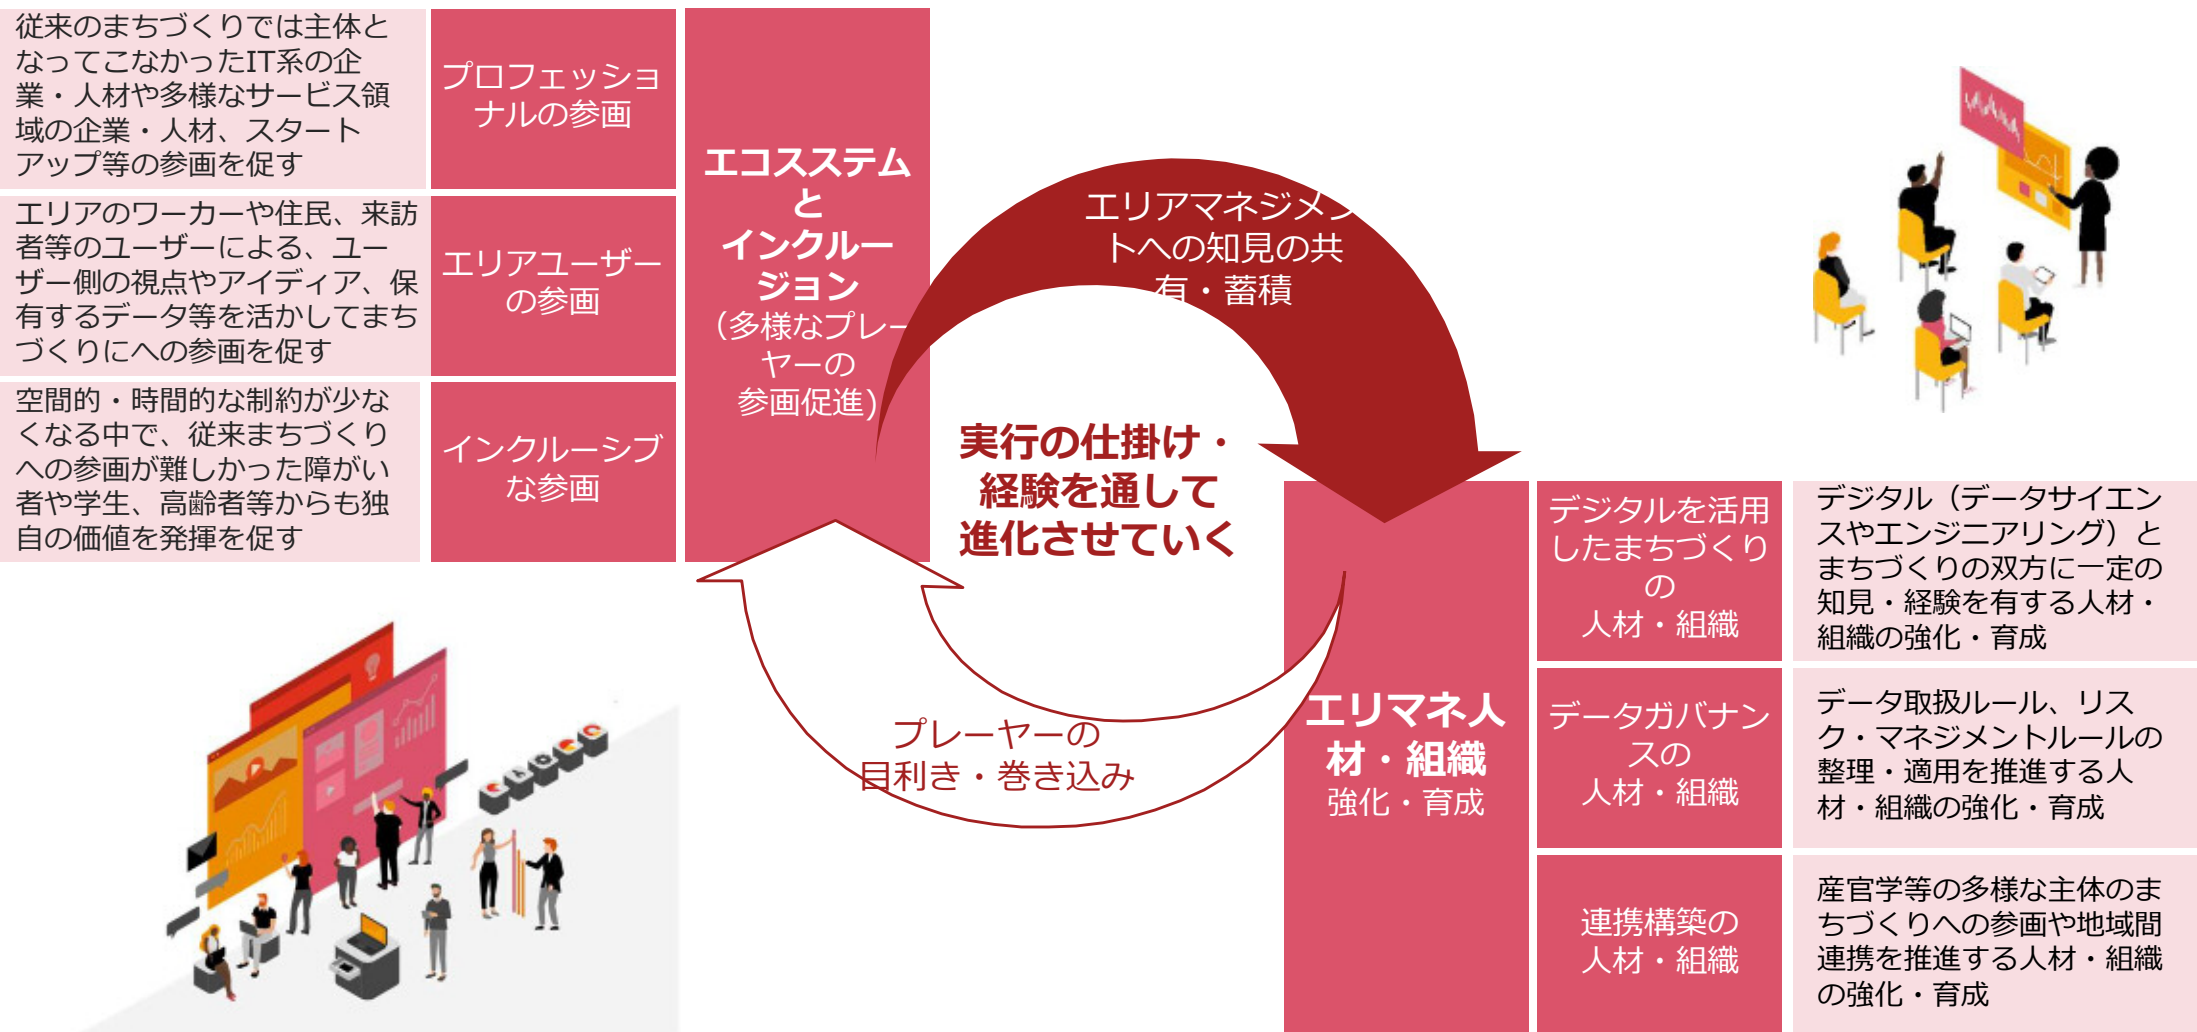 従来のまちづくりでは主体と
なってこなかったIT系の企
業・人材や多様なサービス領
域の企業・人材、スタート
アップ等の参画を促す
プロフェッショ
ナルの参画
エリアのワーカーや住民、来訪
者等のユーザーによる、ユー
ザー側の視点やアイディア、保
有するデータ等を活かしてまち
づくりにへの参画を促す
エリアユーザー
の参画
空間的・時間的な制約が少な
くなる中で、従来まちづくり
への参画が難しかった障がい
者や学生、高齢者等からも独
自の価値を発揮を促す
インクルーシブ
な参画
エコスステム
と
インクルー
ジョン
（多様なプレー
ヤーの
参画促進)
エリアマネジメン
トへの知見の共
有・蓄積
実行の仕掛け・
経験を通して
進化させていく
プレーヤーの
目利き・巻き込み
エリマネ人
材・組織
強化・育成
デジタルを活用
したまちづくり
の
人材・組織
デジタル（データサイエン
スやエンジニアリング）と
まちづくりの双方に一定の
知見・経験を有する人材・
組織の強化・育成
データガバナン
スの
人材・組織
データ取扱ルール、リス
ク・マネジメントルールの
整理・適用を推進する人
材・組織の強化・育成
連携構築の
人材・組織
産官学等の多様な主体のま
ちづくりへの参画や地域間
連携を推進する人材・組織
の強化・育成